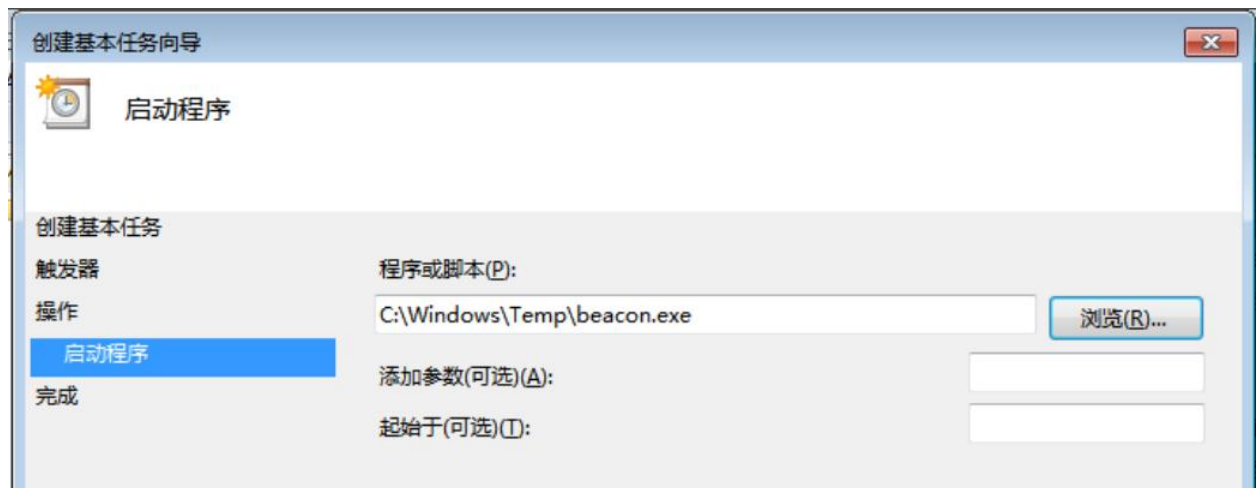 创建基本任务向导
启动程序
创建基本任务
触发器
程序或脚本(P):
操作
C:\Windows\Temp\beacon.exe
浏览(R)...
启动程序
添加参数(可选)(A):
完成
起始于(可选)(T):